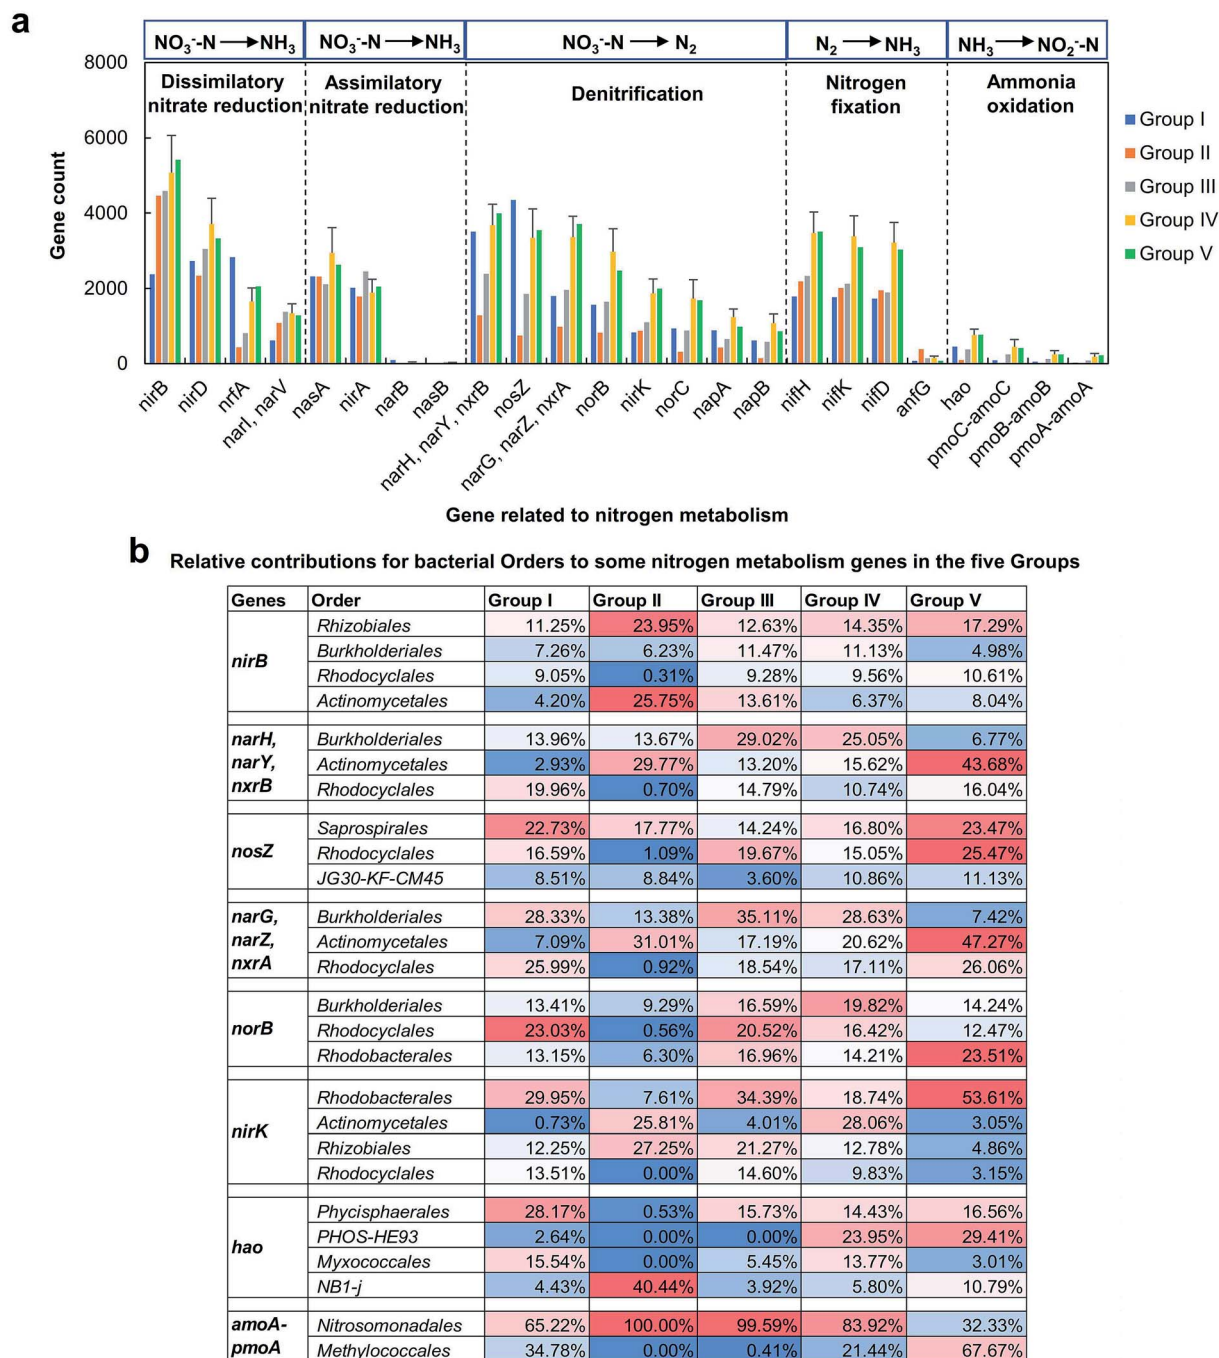 a
NO₃⁻-N → NH₃ NO₃⁻-N → NH₃ NO₃⁻-N → N₂ N₂ → NH₃ NH₃ → NO₂⁻-N
8000
6000
4000
2000
0
Gene count
Dissimilatory
nitrate reduction
Assimilatory
nitrate reduction
Denitrification
Nitrogen
fixation
Ammonia
oxidation
Group I
Group II
Group III
Group IV
Group V
nirB
nirD
nrfA
narI, narV
nasA
nirA
narB
nasB
narH, narY, nxrB
nosZ
narG, narZ, nxrA
norB
nirK
norC
napA
napB
nifH
nifK
nifD
anfG
hao
pmoC-amoC
pmoB-amoB
pmoA-amoA
Gene related to nitrogen metabolism
b
Relative contributions for bacterial Orders to some nitrogen metabolism genes in the five Groups
Genes Order Group I Group II Group III Group IV Group V
nirB
Rhizobiales 11.25% 23.95% 12.63% 14.35% 17.29%
Burkholderiales 7.26% 6.23% 11.47% 11.13% 4.98%
Rhodocyclales 9.05% 0.31% 9.28% 9.56% 10.61%
Actinomycetales 4.20% 25.75% 13.61% 6.37% 8.04%
narH,
narY,
nxrB
Burkholderiales 13.96% 13.67% 29.02% 25.05% 6.77%
Actinomycetales 2.93% 29.77% 13.20% 15.62% 43.68%
Rhodocyclales 19.96% 0.70% 14.79% 10.74% 16.04%
nosZ
Saprospirales 22.73% 17.77% 14.24% 16.80% 23.47%
Rhodocyclales 16.59% 1.09% 19.67% 15.05% 25.47%
JG30-KF-CM45 8.51% 8.84% 3.60% 10.86% 11.13%
narG,
narZ,
nxrA
Burkholderiales 28.33% 13.38% 35.11% 28.63% 7.42%
Actinomycetales 7.09% 31.01% 17.19% 20.62% 47.27%
Rhodocyclales 25.99% 0.92% 18.54% 17.11% 26.06%
norB
Burkholderiales 13.41% 9.29% 16.59% 19.82% 14.24%
Rhodocyclales 23.03% 0.56% 20.52% 16.42% 12.47%
Rhodobacterales 13.15% 6.30% 16.96% 14.21% 23.51%
nirK
Rhodobacterales 29.95% 7.61% 34.39% 18.74% 53.61%
Actinomycetales 0.73% 25.81% 4.01% 28.06% 3.05%
Rhizobiales 12.25% 27.25% 21.27% 12.78% 4.86%
Rhodocyclales 13.51% 0.00% 14.60% 9.83% 3.15%
hao
Phycisphaerales 28.17% 0.53% 15.73% 14.43% 16.56%
PHOS-HE93 2.64% 0.00% 0.00% 23.95% 29.41%
Myxococcales 15.54% 0.00% 5.45% 13.77% 3.01%
NB1-j 4.43% 40.44% 3.92% 5.80% 10.79%
amoA-
pmoA
Nitrosomonadales 65.22% 100.00% 99.59% 83.92% 32.33%
Methylococcales 34.78% 0.00% 0.41% 21.44% 67.67%